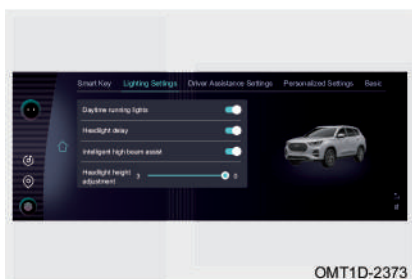 Smart Key Lighting Settings Driver Assistance Settings Personalized Settings Basic
Daytime running lights
Headlight delay
Intelligent high beam assist
Headlight height adjustment 3 0
OMT1D-2373